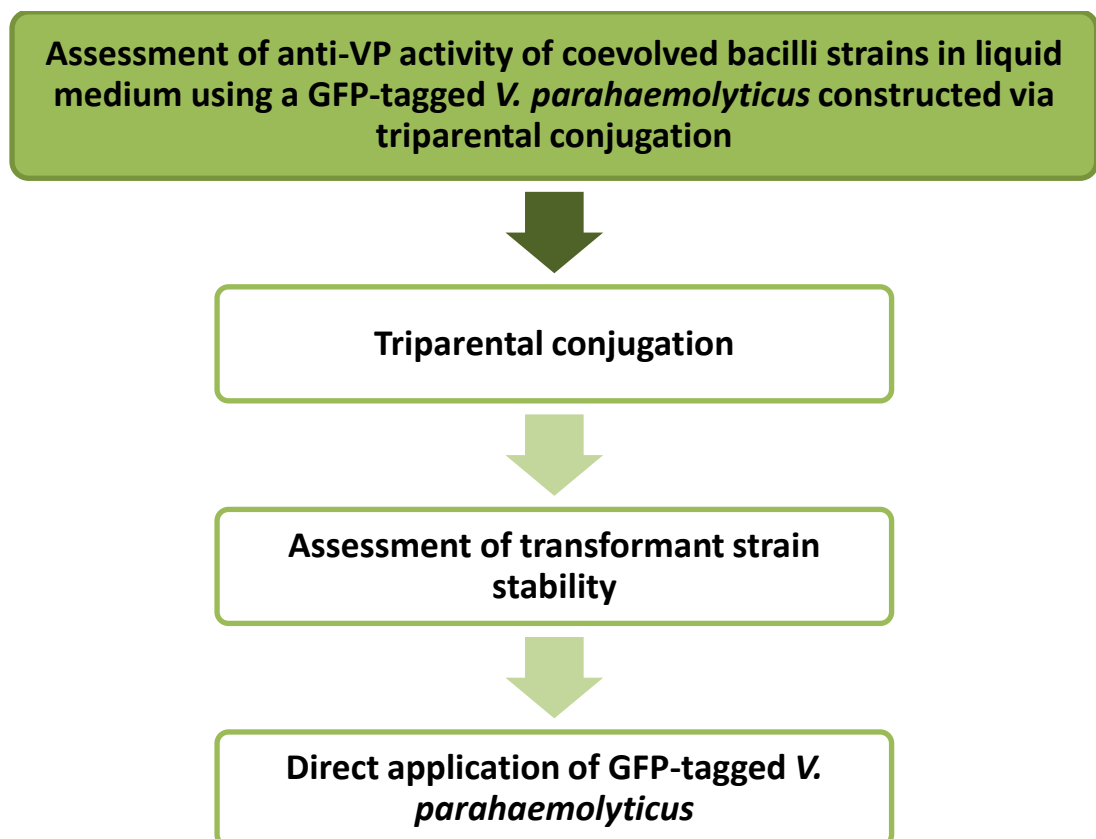 Assessment of anti-VP activity of coevolved bacilli strains in liquid
medium using a GFP-tagged V. parahaemolyticus constructed via
triparental conjugation
Triparental conjugation
Assessment of transformant strain
stability
Direct application of GFP-tagged V.
parahaemolyticus